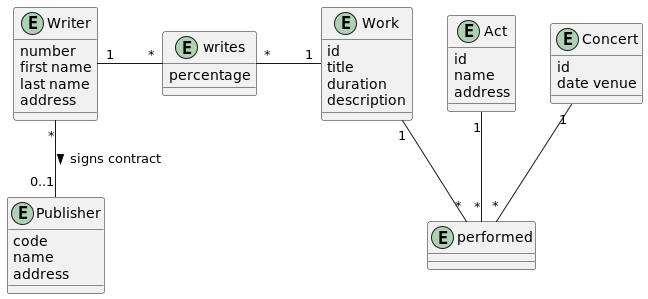 E Writer
number
first name
last name
address
1
*
E writes
percentage
*
1
E Work
id
title
duration
description
E Act
id
name
address
E Concert
id
date venue
*
signs contract
0..1
1
*
1
*
1
*
E Publisher
code
name
address
E performed